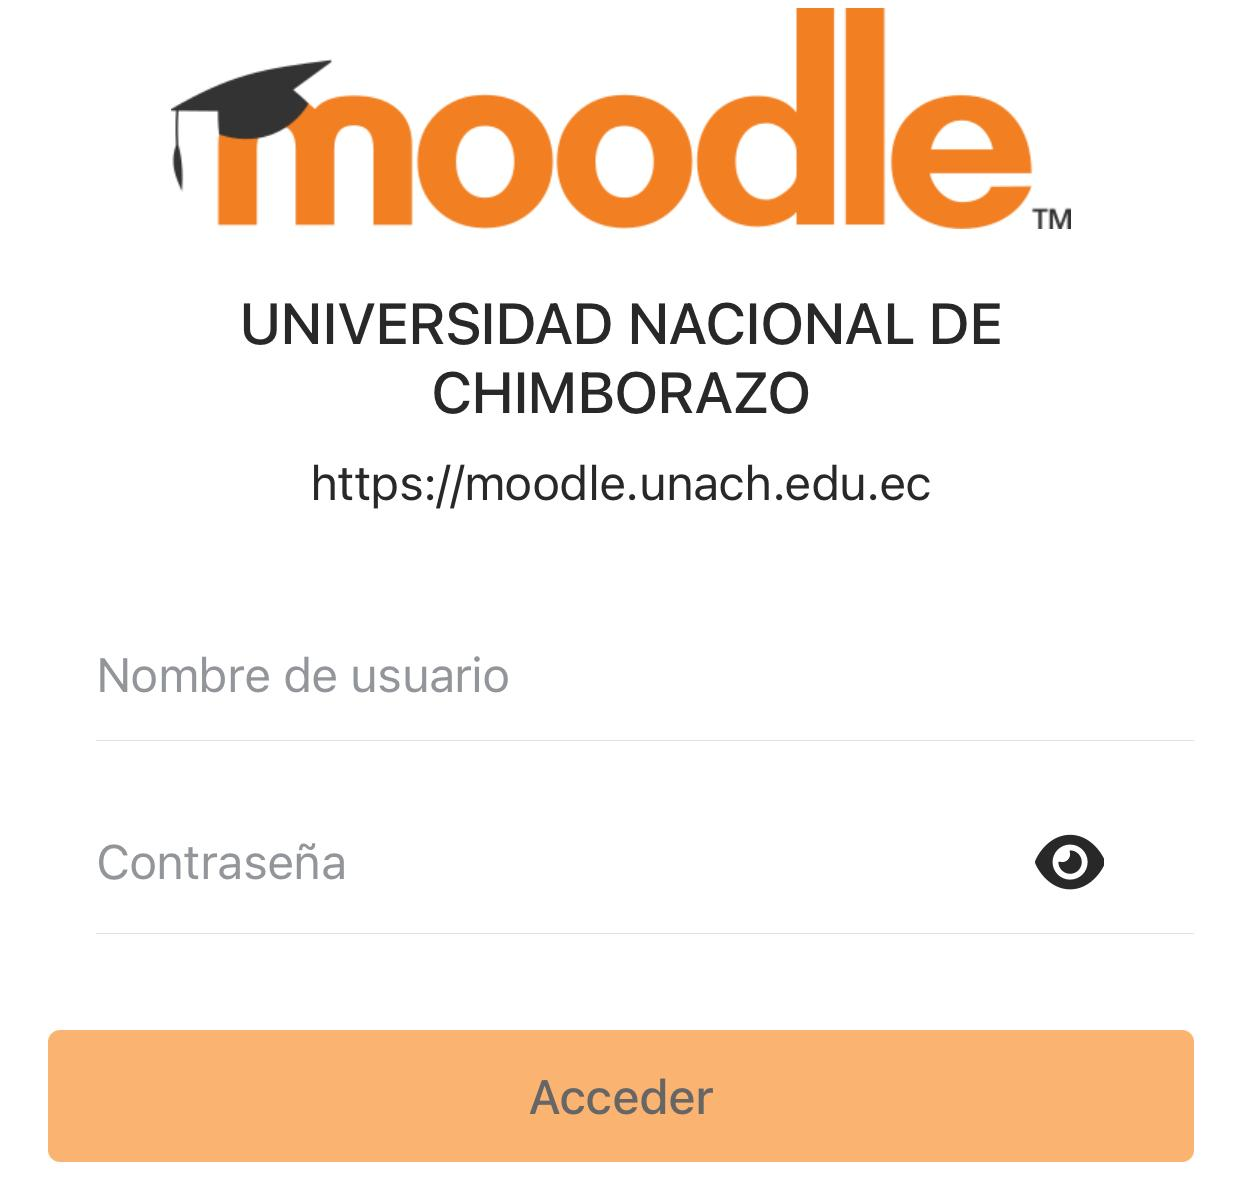 moodle™
UNIVERSIDAD NACIONAL DE
CHIMBORAZO
https://moodle.unach.edu.ec
Nombre de usuario
Contraseña
Acceder